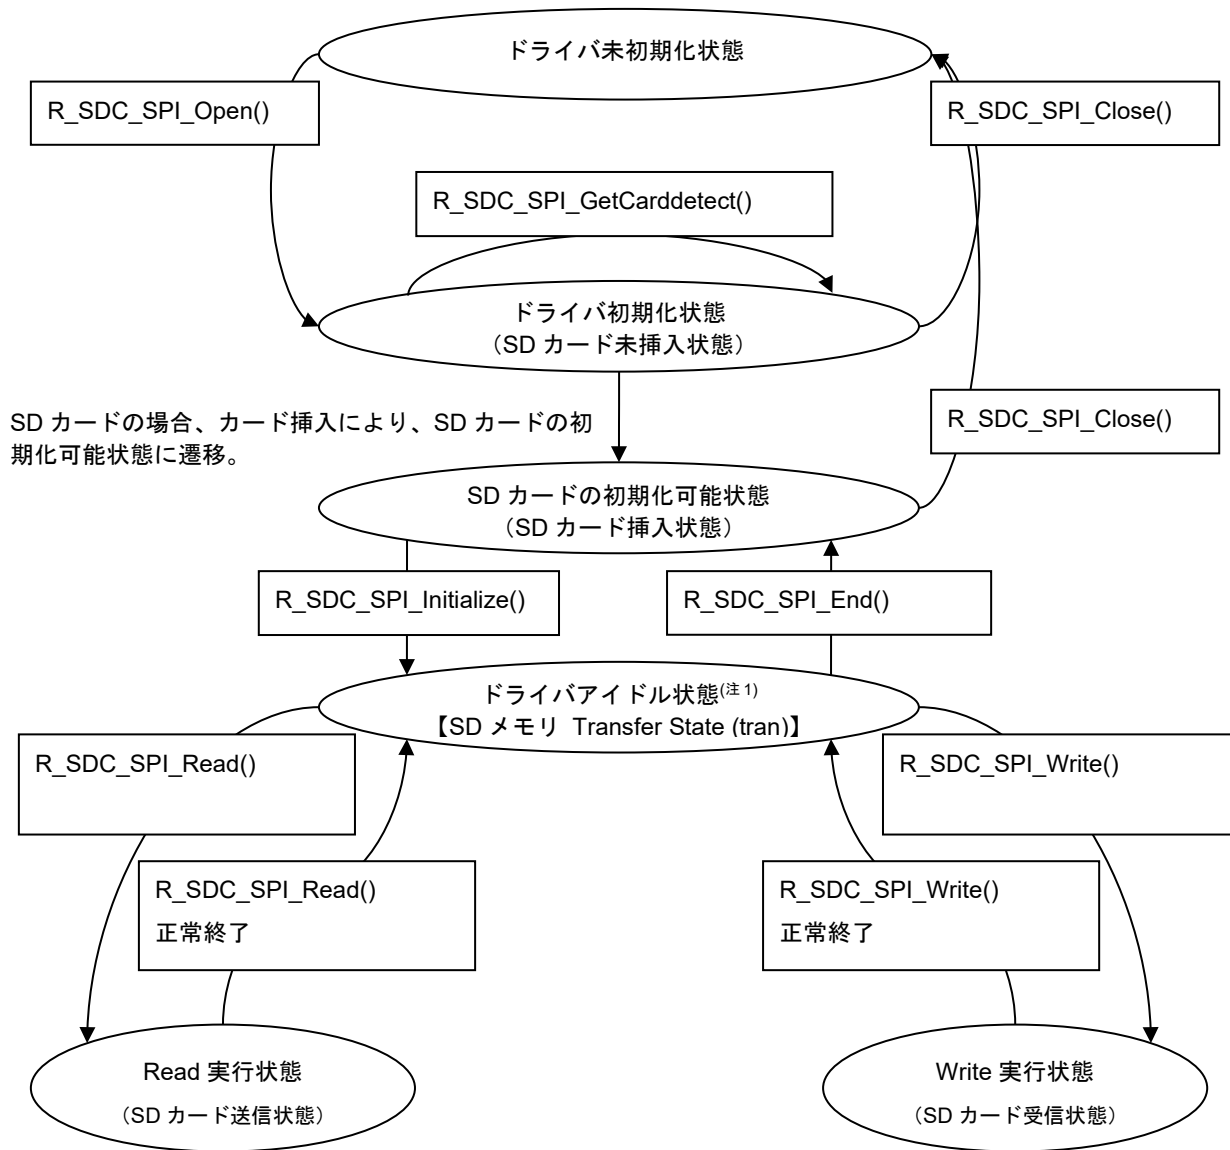 ドライバ未初期化状態
R_SDC_SPI_Open()
R_SDC_SPI_Close()
R_SDC_SPI_GetCarddetect()
ドライバ初期化状態
（SD カード未挿入状態）
SD カードの場合、カード挿入により、SD カードの初
期化可能状態に遷移。
R_SDC_SPI_Close()
SD カードの初期化可能状態
（SD カード挿入状態）
R_SDC_SPI_Initialize()
R_SDC_SPI_End()
ドライバアイドル状態(注 1)
【SD メモリ Transfer State (tran)】
R_SDC_SPI_Read()
R_SDC_SPI_Write()
R_SDC_SPI_Read()
正常終了
R_SDC_SPI_Write()
正常終了
Read 実行状態
（SD カード送信状態）
Write 実行状態
（SD カード受信状態）